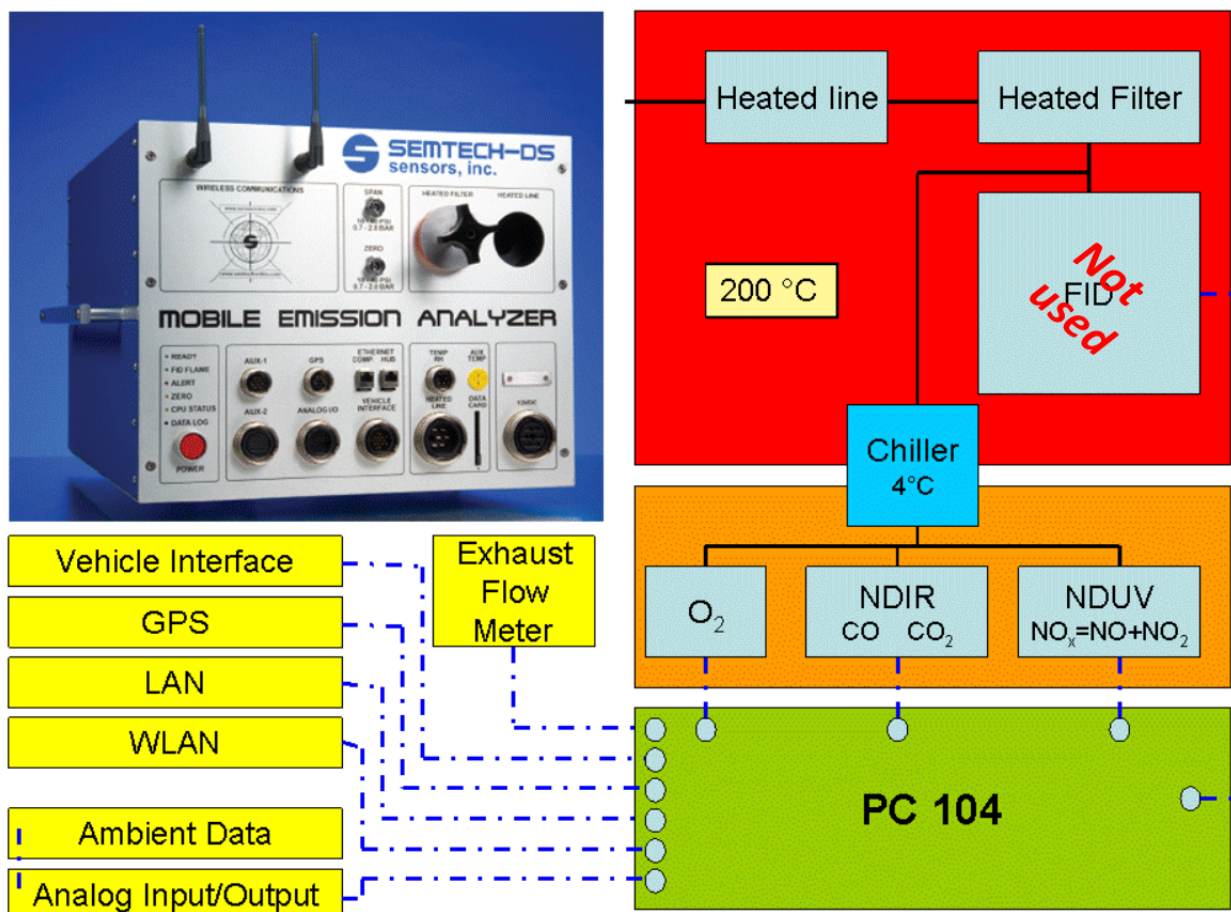 SEMTECH-DS
sensors, inc.
WIRELESS COMMUNICATIONS
SPAN
ZERO
HEATED FILTER
HEATED LINE
MOBILE EMISSION ANALYZER
READY
FID FLAME
ALERT
ZERO
CPU STATUS
DATA LOG
POWER
AUX-1
GPS
ETHERNET
COMP. HUB
AUX-2
ANALOG I/O
VEHICLE
INTERFACE
TEMP
RH
AUX
TEMP
HEATED
LINE
DATA
CARD
12VDC
Heated line
Heated Filter
200 °C
FID
Not
used
Chiller
4°C
Vehicle Interface
GPS
LAN
WLAN
Ambient Data
Analog Input/Output
Exhaust
Flow
Meter
O₂
NDIR
CO CO₂
NDUV
NOₓ=NO+NO₂
PC 104